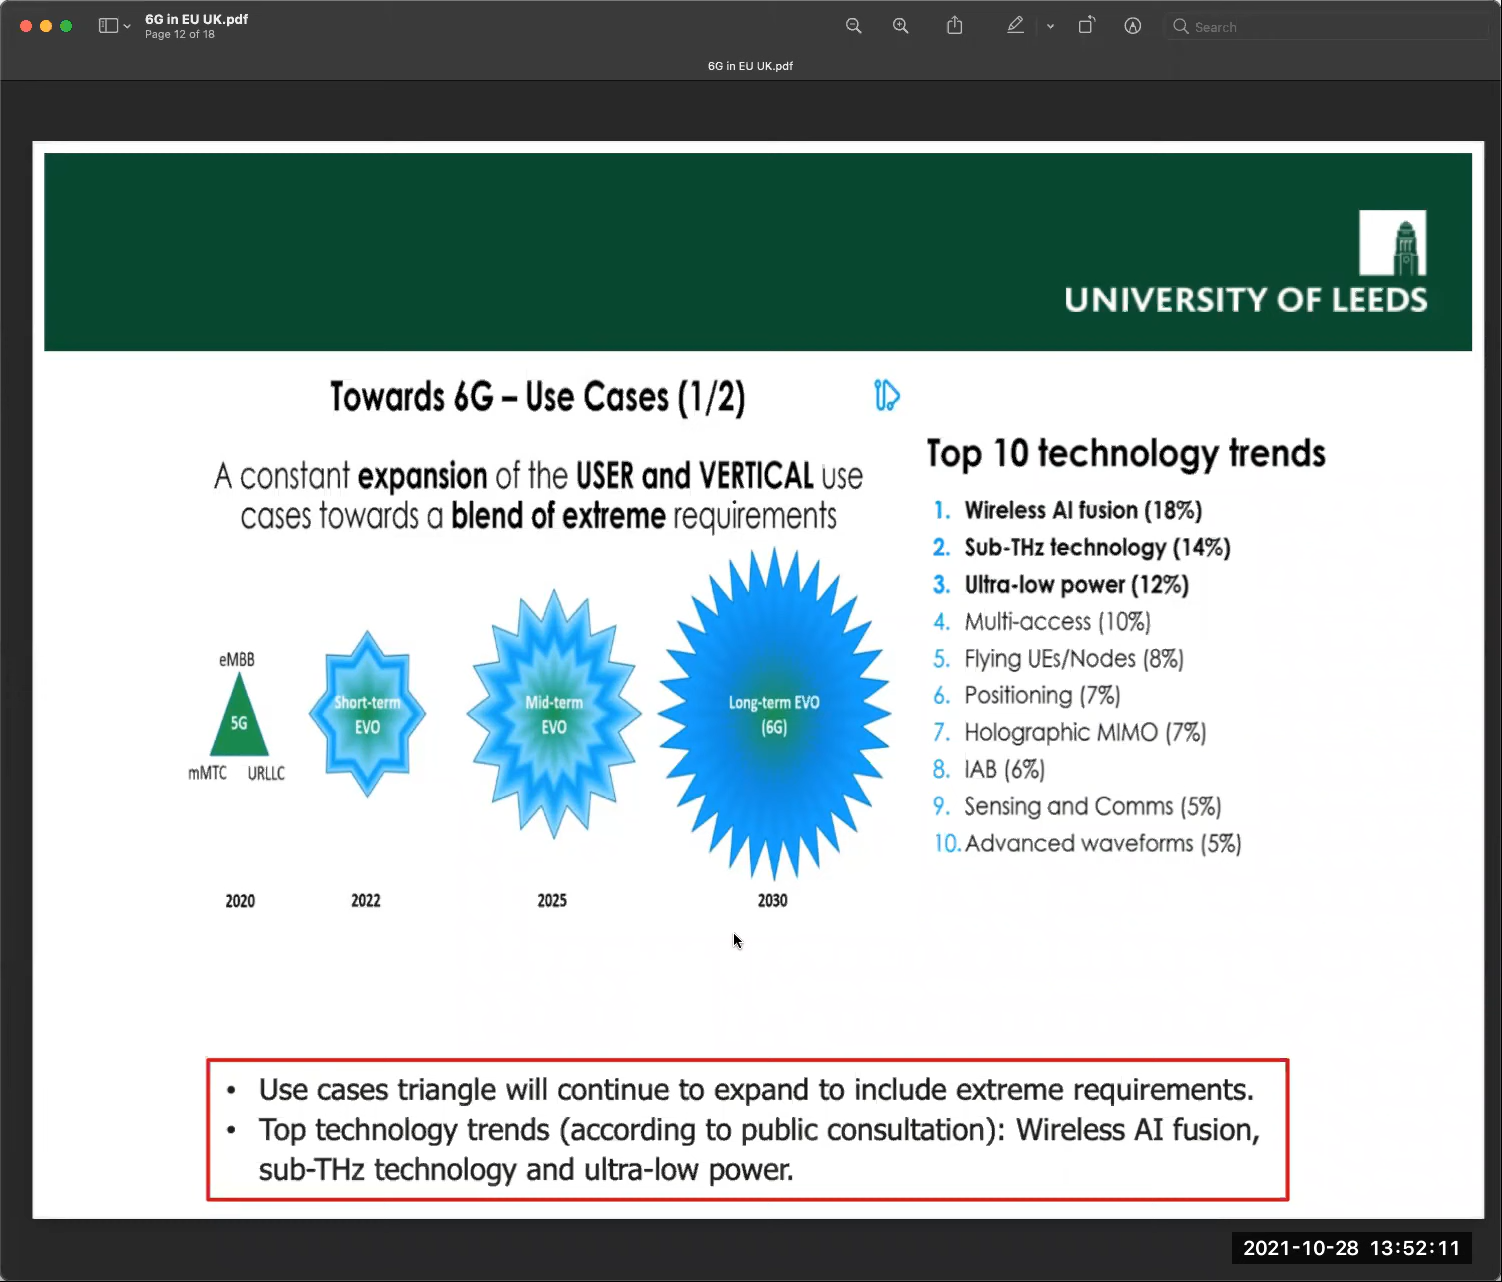 6G in EU UK.pdf
Page 12 of 18
Search
6G in EU UK.pdf
UNIVERSITY OF LEEDS
Towards 6G – Use Cases (1/2)
A constant expansion of the USER and VERTICAL use
cases towards a blend of extreme requirements
eMBB
5G
mMTC URLLC
Short-term
EVO
Mid-term
EVO
Long-term EVO
(6G)
2020
2022
2025
2030
Top 10 technology trends
1. Wireless AI fusion (18%)
2. Sub-THz technology (14%)
3. Ultra-low power (12%)
4. Multi-access (10%)
5. Flying UEs/Nodes (8%)
6. Positioning (7%)
7. Holographic MIMO (7%)
8. IAB (6%)
9. Sensing and Comms (5%)
10. Advanced waveforms (5%)
• Use cases triangle will continue to expand to include extreme requirements.
• Top technology trends (according to public consultation): Wireless AI fusion,
sub-THz technology and ultra-low power.
2021-10-28 13:52:11